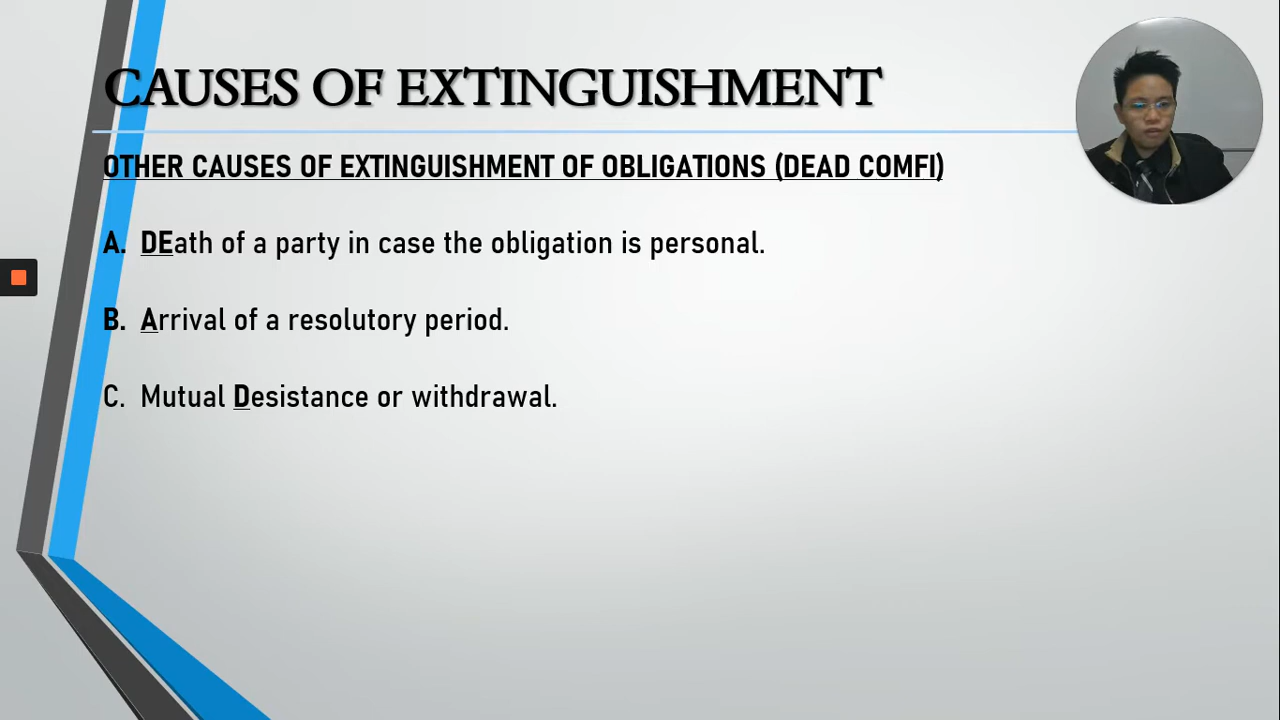 CAUSES OF EXTINGUISHMENT
OTHER CAUSES OF EXTINGUISHMENT OF OBLIGATIONS (DEAD COMFI)
A. DEath of a party in case the obligation is personal.
B. Arrival of a resolutory period.
C. Mutual Desistance or withdrawal.